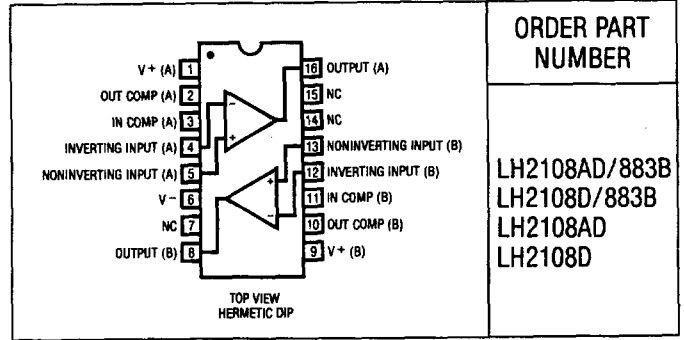 V+ (A) 1
OUT COMP (A) 2
IN COMP (A) 3
INVERTING INPUT (A) 4
NONINVERTING INPUT (A) 5
V− 6
NC 7
OUTPUT (B) 8
16 OUTPUT (A)
15 NC
14 NC
13 NONINVERTING INPUT (B)
12 INVERTING INPUT (B)
11 IN COMP (B)
10 OUT COMP (B)
9 V+ (B)
− +
+ −
TOP VIEW
HERMETIC DIP
ORDER PART
NUMBER
LH2108AD/883B
LH2108D/883B
LH2108AD
LH2108D